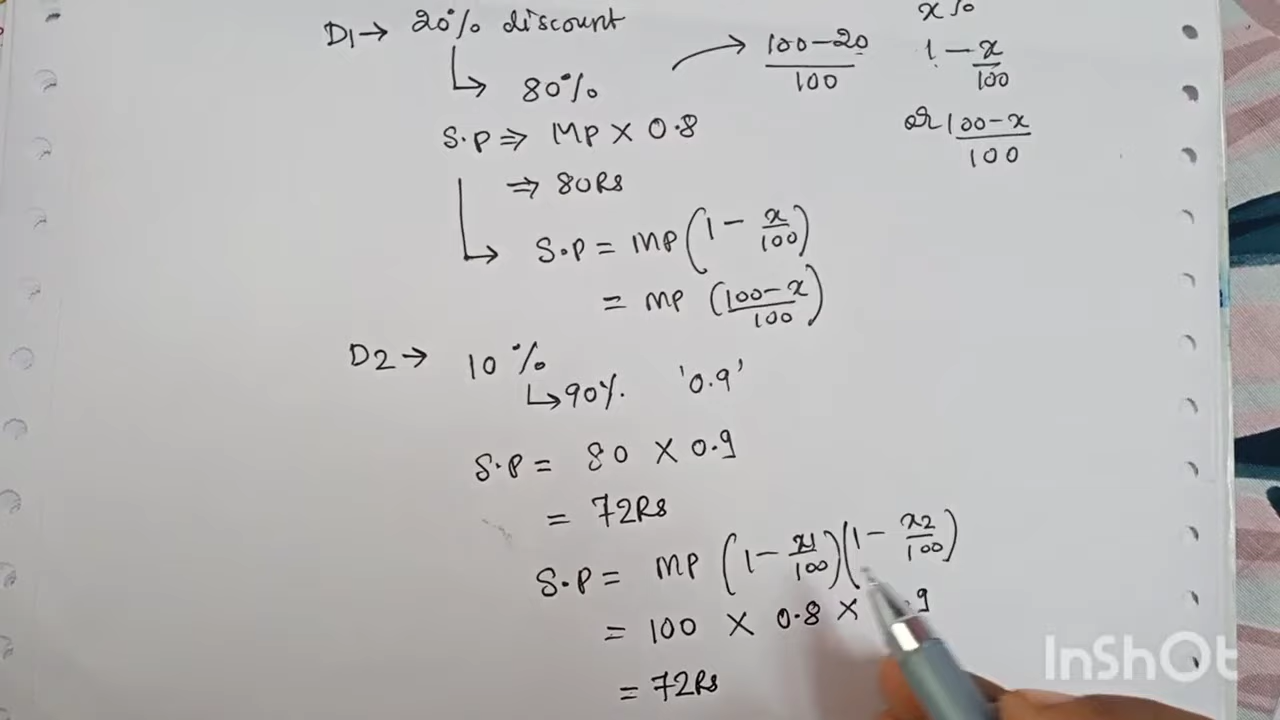 D1 → 20% discount
↳ 80%
→ (100-20)/100
x%
1 - x/100
or (100-x)/100
S.P ⇒ MP × 0.8
⇒ 80Rs
↳ S.P = MP (1 - x/100)
= MP ((100-x)/100)
D2 → 10%
↳ 90%. '0.9'
S.P = 80 × 0.9
= 72Rs
S.P = MP (1 - x1/100)(1 - x2/100)
= 100 × 0.8 × .9
= 72Rs
InShOt